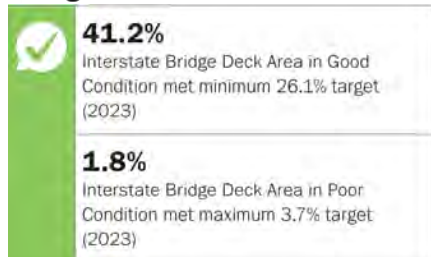 41.2%
Interstate Bridge Deck Area in Good
Condition met minimum 26.1% target
(2023)
1.8%
Interstate Bridge Deck Area in Poor
Condition met maximum 3.7% target
(2023)